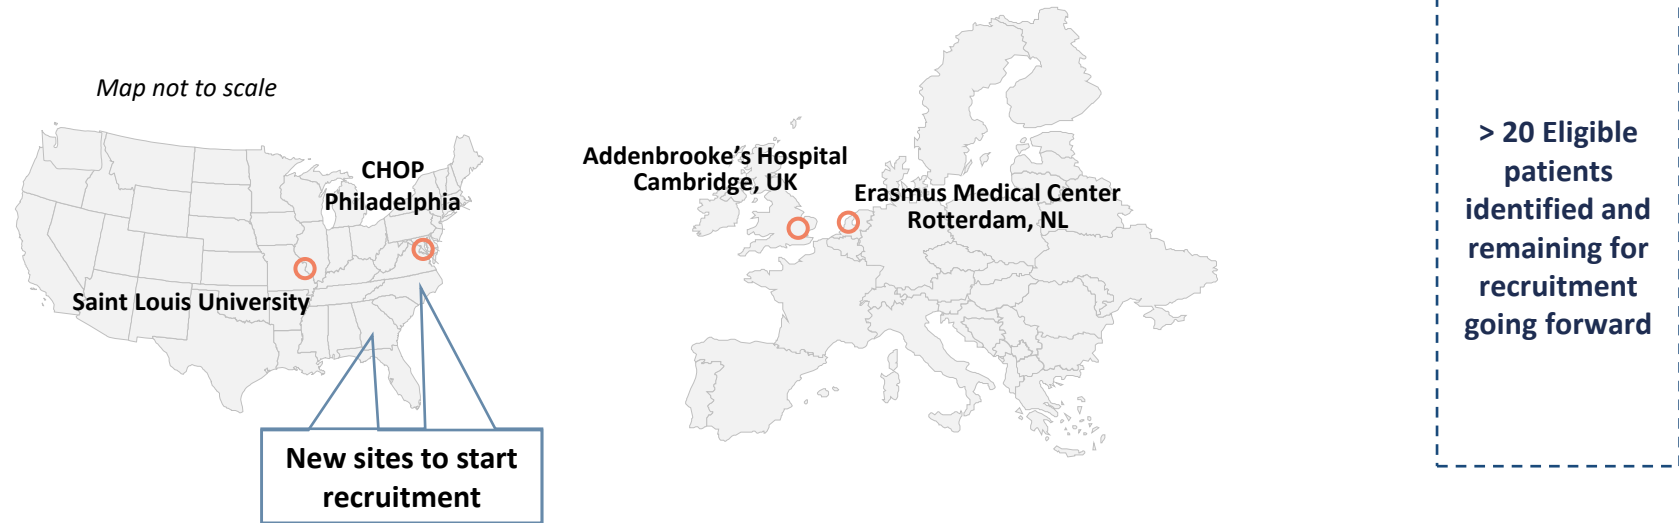 Map not to scale
CHOP
Philadelphia
Saint Louis University
New sites to start
recruitment
Addenbrooke’s Hospital
Cambridge, UK
Erasmus Medical Center
Rotterdam, NL
> 20 Eligible
patients
identified and
remaining for
recruitment
going forward